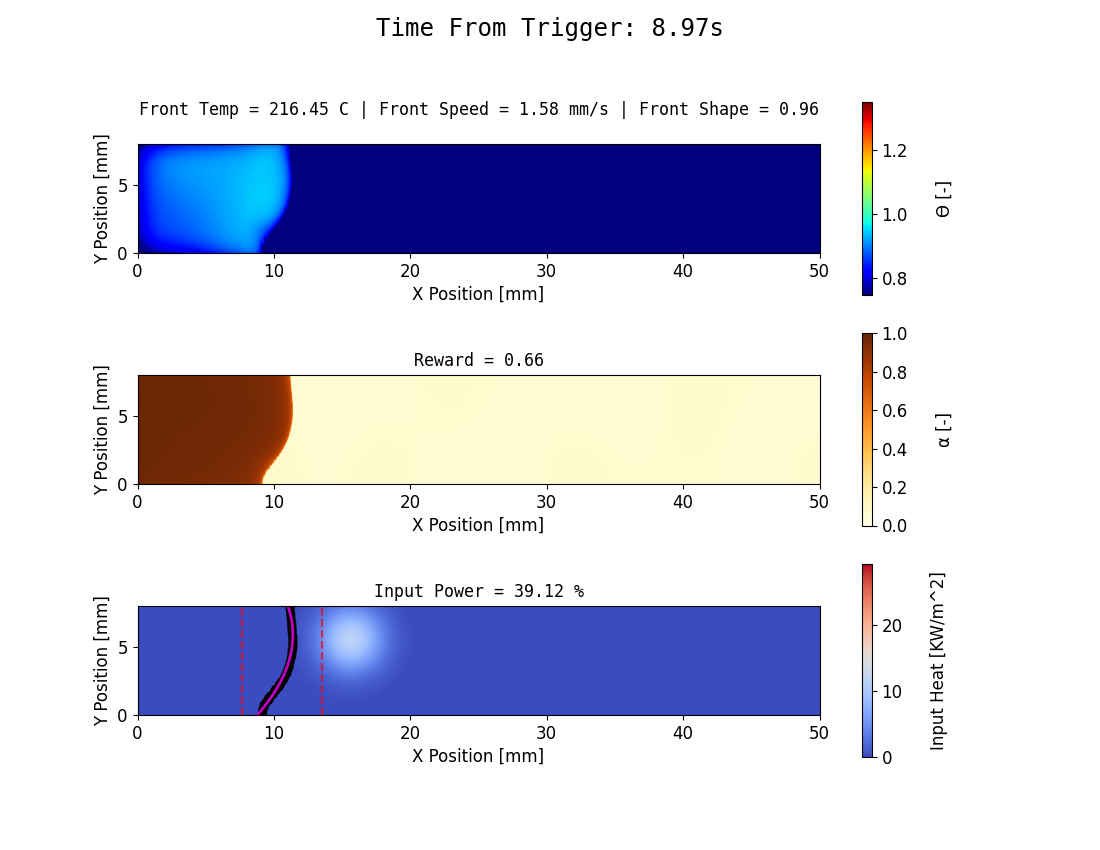 Time From Trigger: 8.97s
Front Temp = 216.45 C | Front Speed = 1.58 mm/s | Front Shape = 0.96
Y Position [mm]
5
0
0 10 20 30 40 50
X Position [mm]
1.2
1.0
0.8
Θ [-]
Reward = 0.66
Y Position [mm]
5
0
0 10 20 30 40 50
X Position [mm]
1.0
0.8
0.6
0.4
0.2
0.0
α [-]
Input Power = 39.12 %
Y Position [mm]
5
0
0 10 20 30 40 50
X Position [mm]
20
10
0
Input Heat [KW/m^2]